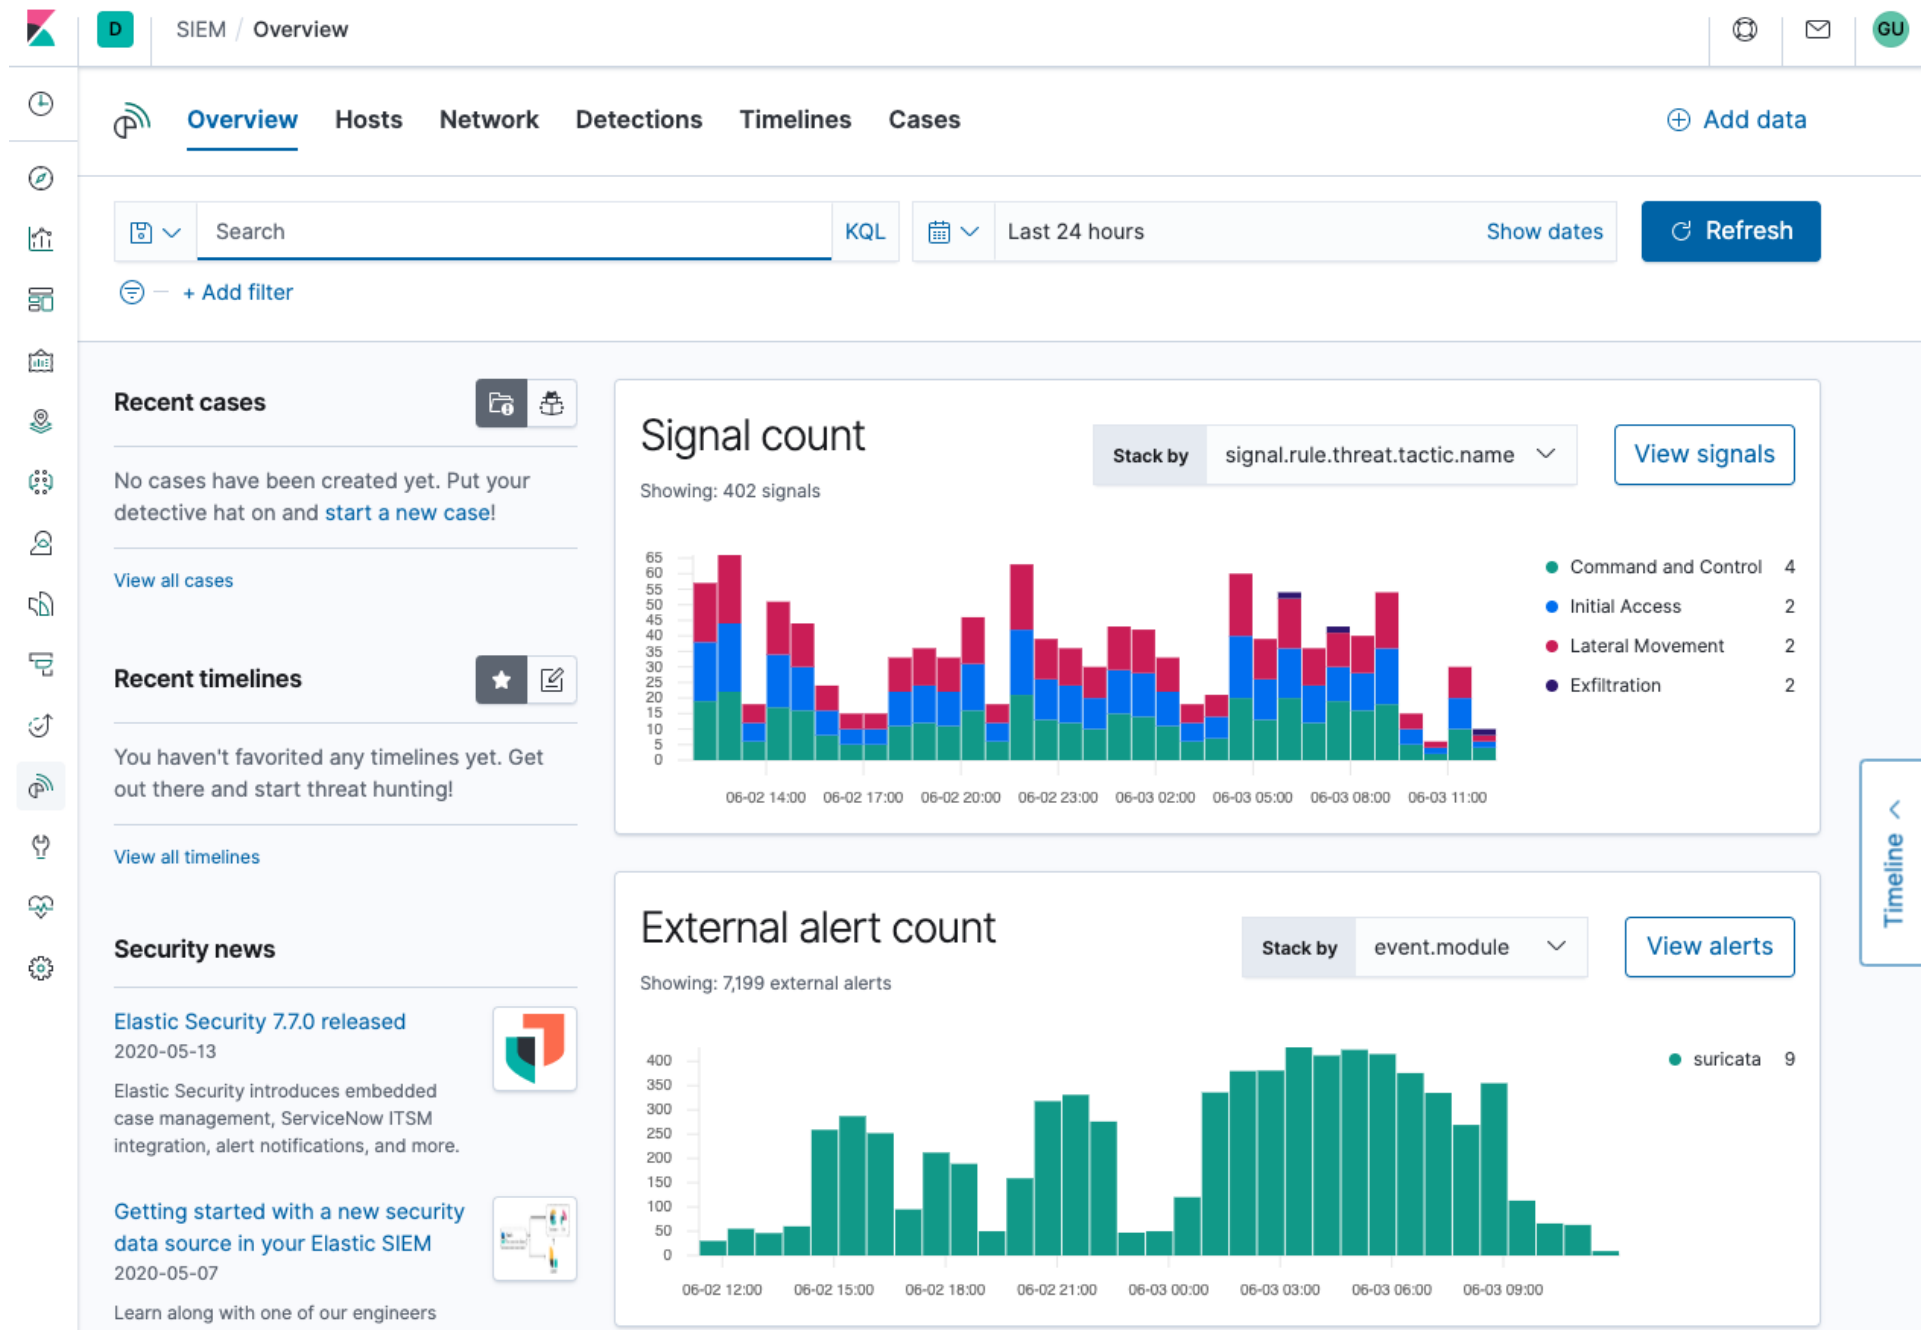 D
SIEM / Overview
GU
Overview
Hosts
Network
Detections
Timelines
Cases
Add data
Search
KQL
Last 24 hours
Show dates
Refresh
+ Add filter
Recent cases
No cases have been created yet. Put your
detective hat on and start a new case!
View all cases
Recent timelines
You haven't favorited any timelines yet. Get
out there and start threat hunting!
View all timelines
Security news
Elastic Security 7.7.0 released
2020-05-13
Elastic Security introduces embedded
case management, ServiceNow ITSM
integration, alert notifications, and more.
Getting started with a new security
data source in your Elastic SIEM
2020-05-07
Learn along with one of our engineers
Signal count
Showing: 402 signals
Stack by
signal.rule.threat.tactic.name
View signals
65
60
55
50
45
40
35
30
25
20
15
10
5
0
06-02 14:00
06-02 17:00
06-02 20:00
06-02 23:00
06-03 02:00
06-03 05:00
06-03 08:00
06-03 11:00
Command and Control 4
Initial Access 2
Lateral Movement 2
Exfiltration 2
External alert count
Showing: 7,199 external alerts
Stack by
event.module
View alerts
400
350
300
250
200
150
100
50
0
06-02 12:00
06-02 15:00
06-02 18:00
06-02 21:00
06-03 00:00
06-03 03:00
06-03 06:00
06-03 09:00
suricata 9
Timeline